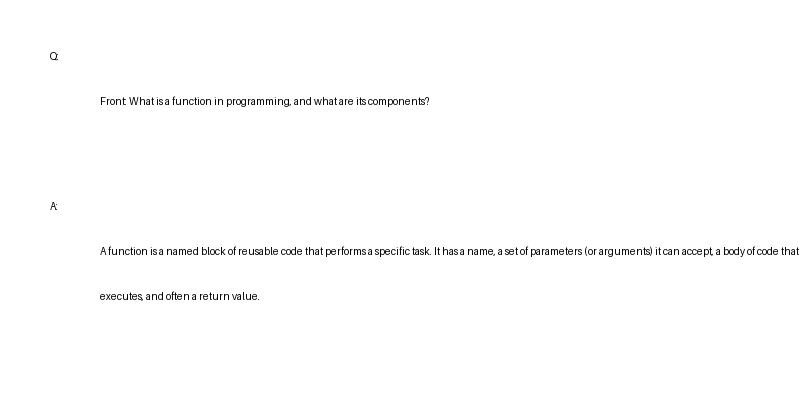 Q:
Front: What is a function in programming, and what are its components?
A:
A function is a named block of reusable code that performs a specific task. It has a name, a set of parameters (or arguments) it can accept, a body of code that
executes, and often a return value.